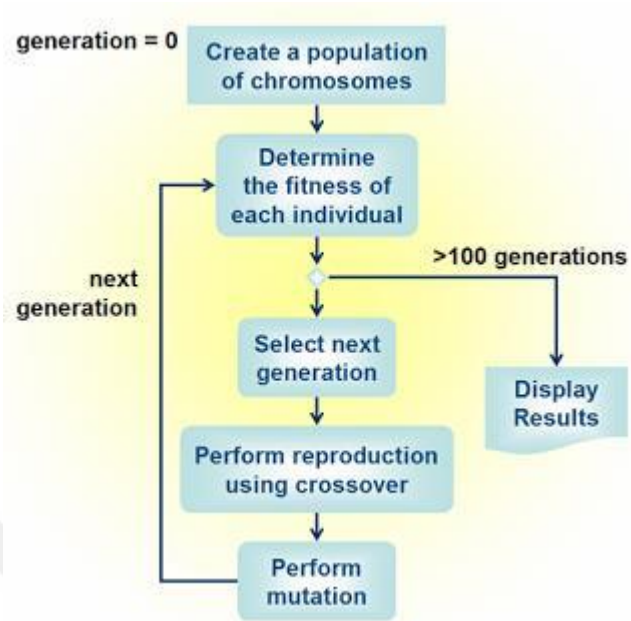 generation = 0
Create a population
of chromosomes
Determine
the fitness of
each individual
>100 generations
next
generation
Select next
generation
Display
Results
Perform reproduction
using crossover
Perform
mutation